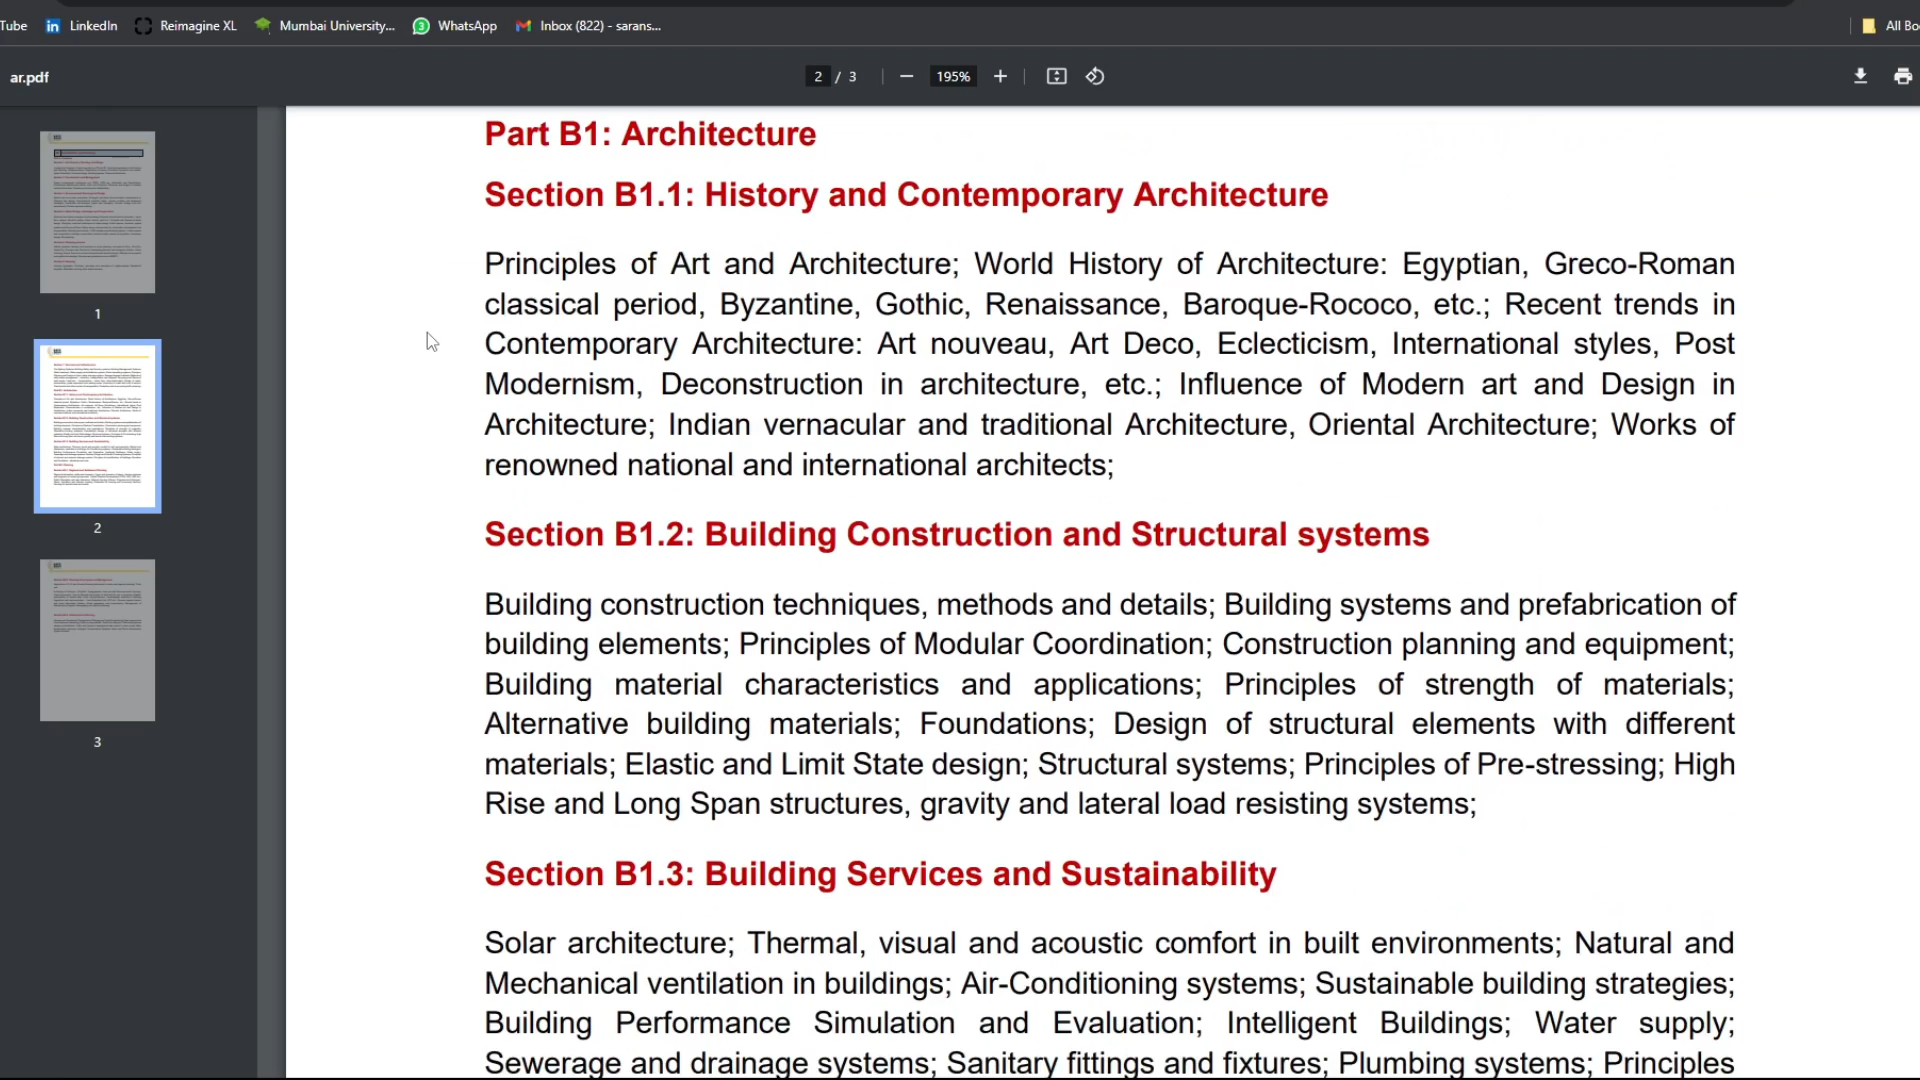 Tube LinkedIn Reimagine XL Mumbai University... 3 WhatsApp Inbox (822) - sarans... All Bo
ar.pdf 2 / 3 195%
Part B1: Architecture
Section B1.1: History and Contemporary Architecture
Principles of Art and Architecture; World History of Architecture: Egyptian, Greco-Roman
classical period, Byzantine, Gothic, Renaissance, Baroque-Rococo, etc.; Recent trends in
Contemporary Architecture: Art nouveau, Art Deco, Eclecticism, International styles, Post
Modernism, Deconstruction in architecture, etc.; Influence of Modern art and Design in
Architecture; Indian vernacular and traditional Architecture, Oriental Architecture; Works of
renowned national and international architects;
Section B1.2: Building Construction and Structural systems
Building construction techniques, methods and details; Building systems and prefabrication of
building elements; Principles of Modular Coordination; Construction planning and equipment;
Building material characteristics and applications; Principles of strength of materials;
Alternative building materials; Foundations; Design of structural elements with different
materials; Elastic and Limit State design; Structural systems; Principles of Pre-stressing; High
Rise and Long Span structures, gravity and lateral load resisting systems;
Section B1.3: Building Services and Sustainability
Solar architecture; Thermal, visual and acoustic comfort in built environments; Natural and
Mechanical ventilation in buildings; Air-Conditioning systems; Sustainable building strategies;
Building Performance Simulation and Evaluation; Intelligent Buildings; Water supply;
Sewerage and drainage systems; Sanitary fittings and fixtures; Plumbing systems; Principles
1
2
3